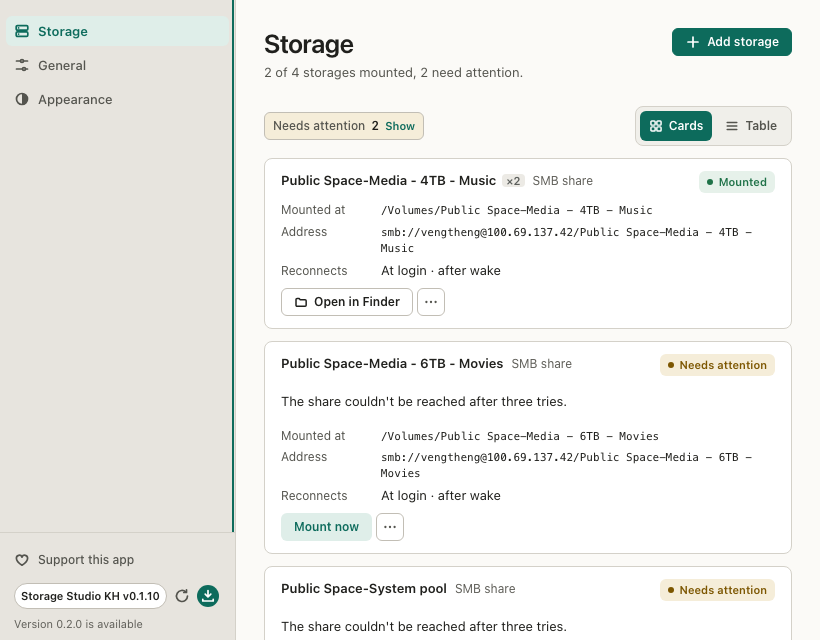 Storage
General
Appearance
Support this app
Storage Studio KH v0.1.10
Version 0.2.0 is available
Storage
2 of 4 storages mounted, 2 need attention.
Add storage
Needs attention 2 Show
Cards
Table
Public Space-Media - 4TB - Music ×2 SMB share
Mounted
Mounted at /Volumes/Public Space-Media - 4TB - Music
Address smb://vengtheng@100.69.137.42/Public Space-Media - 4TB -
Music
Reconnects At login · after wake
Open in Finder ...
Public Space-Media - 6TB - Movies SMB share
Needs attention
The share couldn't be reached after three tries.
Mounted at /Volumes/Public Space-Media - 6TB - Movies
Address smb://vengtheng@100.69.137.42/Public Space-Media - 6TB -
Movies
Reconnects At login · after wake
Mount now ...
Public Space-System pool SMB share
Needs attention
The share couldn't be reached after three tries.